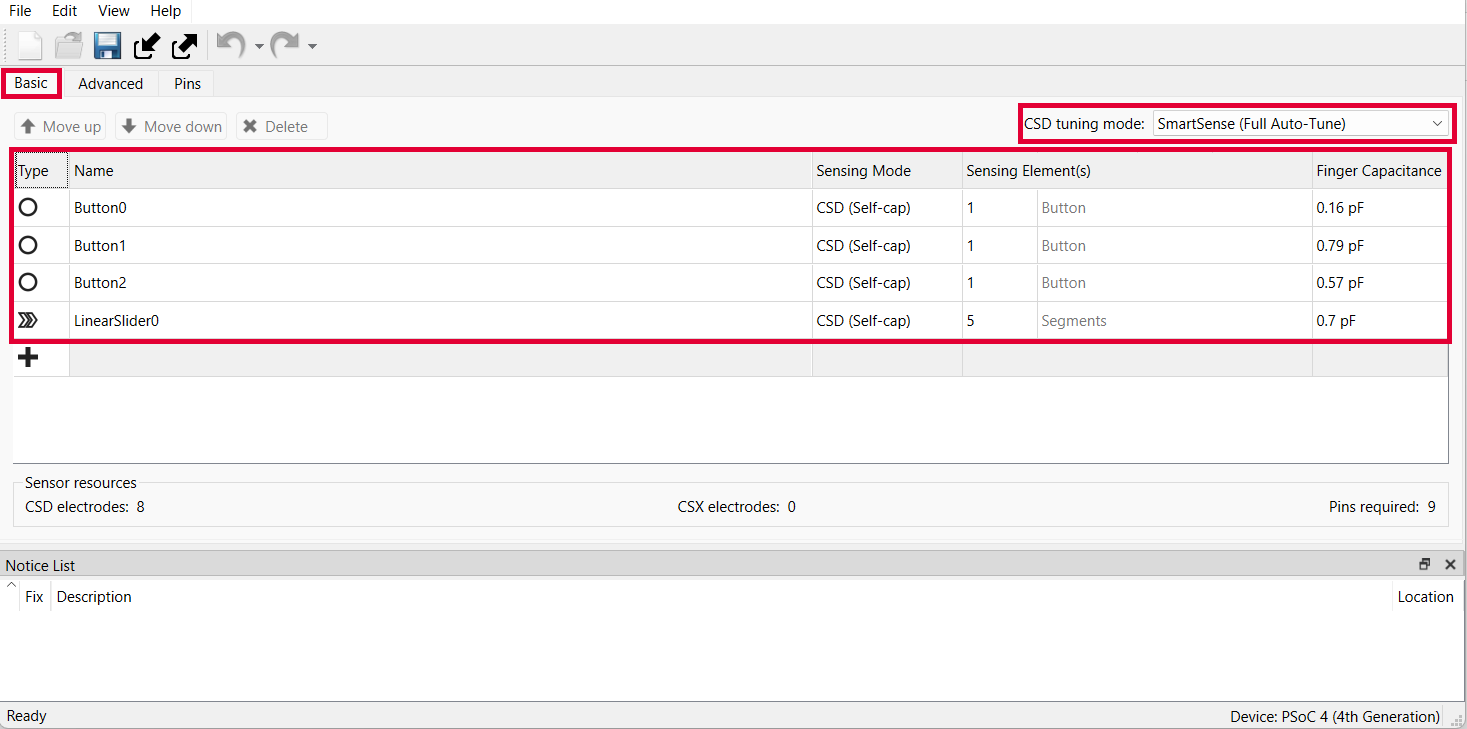 File Edit View Help
Basic Advanced Pins
Move up Move down Delete CSD tuning mode: SmartSense (Full Auto-Tune)
Type Name Sensing Mode Sensing Element(s) Finger Capacitance
Button0 CSD (Self-cap) 1 Button 0.16 pF
Button1 CSD (Self-cap) 1 Button 0.79 pF
Button2 CSD (Self-cap) 1 Button 0.57 pF
LinearSlider0 CSD (Self-cap) 5 Segments 0.7 pF
Sensor resources
CSD electrodes: 8 CSX electrodes: 0 Pins required: 9
Notice List
Fix Description Location
Ready Device: PSoC 4 (4th Generation)